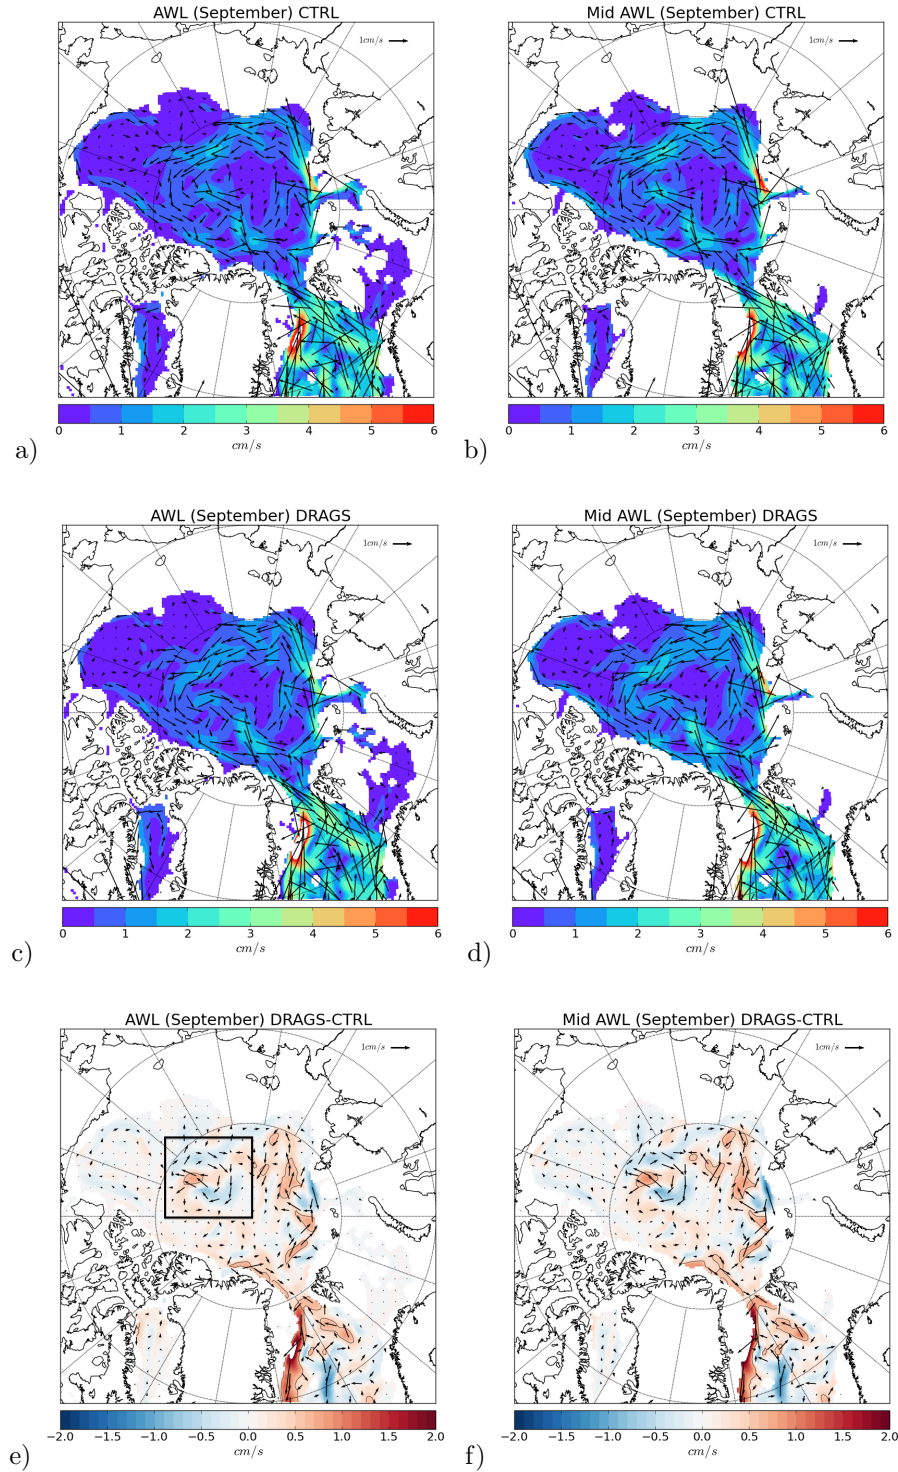 AWL (September) CTRL
Mid AWL (September) CTRL
1cm/s
1cm/s
0 1 2 3 4 5 6
0 1 2 3 4 5 6
cm/s
cm/s
a)
b)
AWL (September) DRAGS
Mid AWL (September) DRAGS
1cm/s
1cm/s
0 1 2 3 4 5 6
0 1 2 3 4 5 6
cm/s
cm/s
c)
d)
AWL (September) DRAGS-CTRL
Mid AWL (September) DRAGS-CTRL
1cm/s
1cm/s
−2.0 −1.5 −1.0 −0.5 0.0 0.5 1.0 1.5 2.0
−2.0 −1.5 −1.0 −0.5 0.0 0.5 1.0 1.5 2.0
cm/s
cm/s
e)
f)